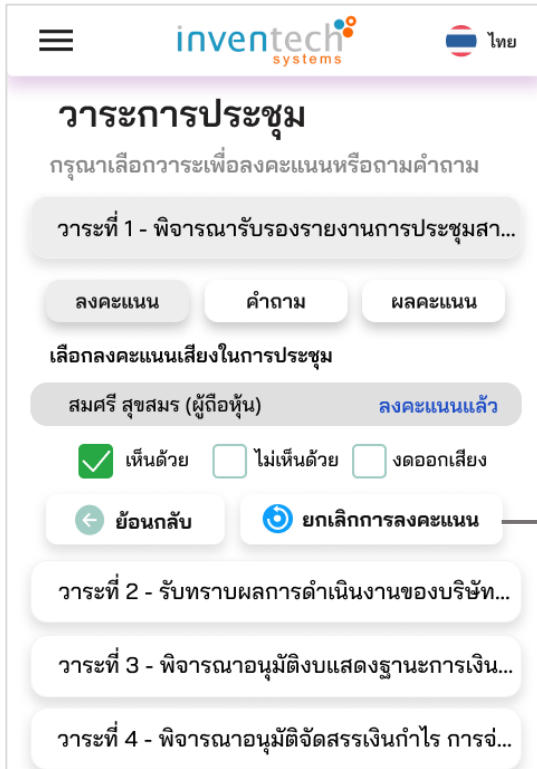 inventech
systems
ไทย
วาระการประชุม
กรุณาเลือกวาระเพื่อลงคะแนนหรือถามคำถาม
วาระที่ 1 - พิจารณารับรองรายงานการประชุมสา...
ลงคะแนน คำถาม ผลคะแนน
เลือกลงคะแนนเสียงในการประชุม
สมศรี สุขสมร (ผู้ถือหุ้น) ลงคะแนนแล้ว
เห็นด้วย ไม่เห็นด้วย งดออกเสียง
ย้อนกลับ ยกเลิกการลงคะแนน
วาระที่ 2 - รับทราบผลการดำเนินงานของบริษัท...
วาระที่ 3 - พิจารณาอนุมัติงบแสดงฐานะการเงิน...
วาระที่ 4 - พิจารณาอนุมัติจัดสรรเงินกำไร การจ่...